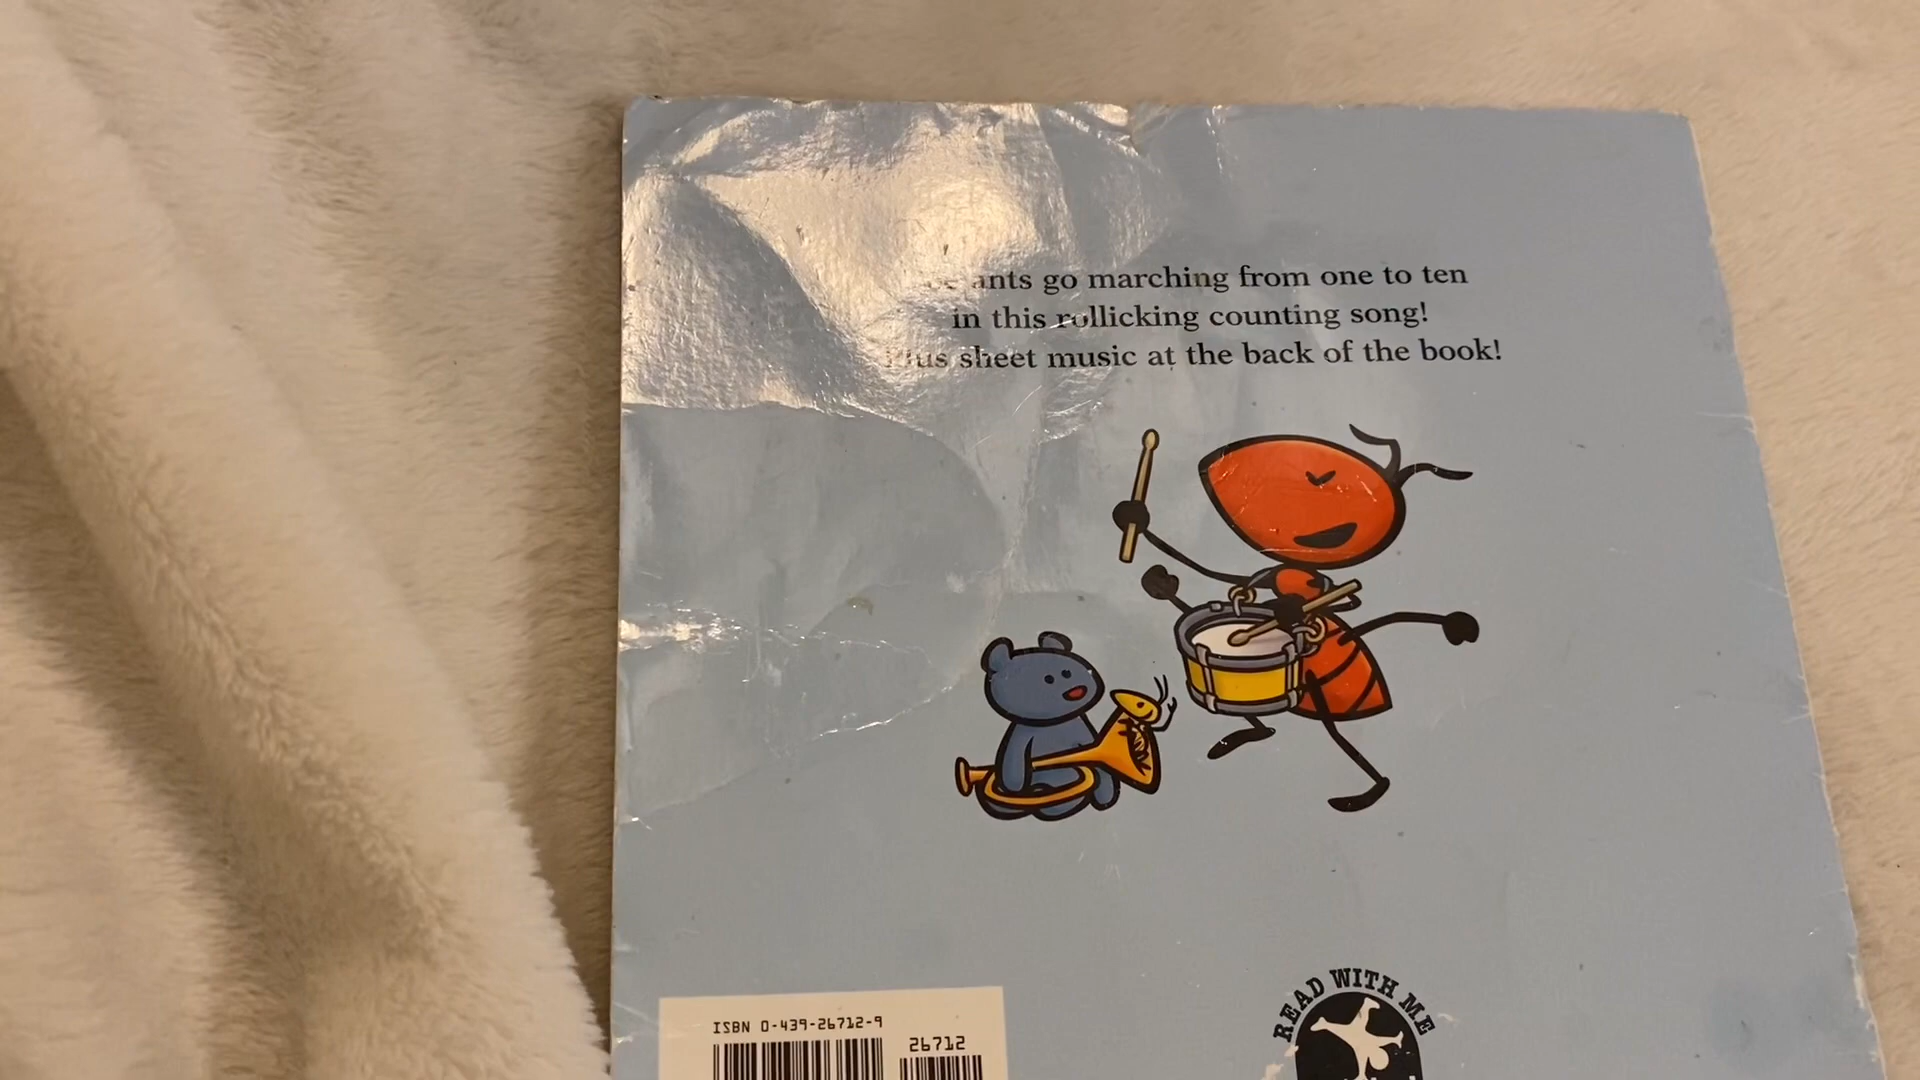 ants go marching from one to ten
in this rollicking counting song!
Plus sheet music at the back of the book!
ISBN 0-439-26712-9
26712
READ WITH ME